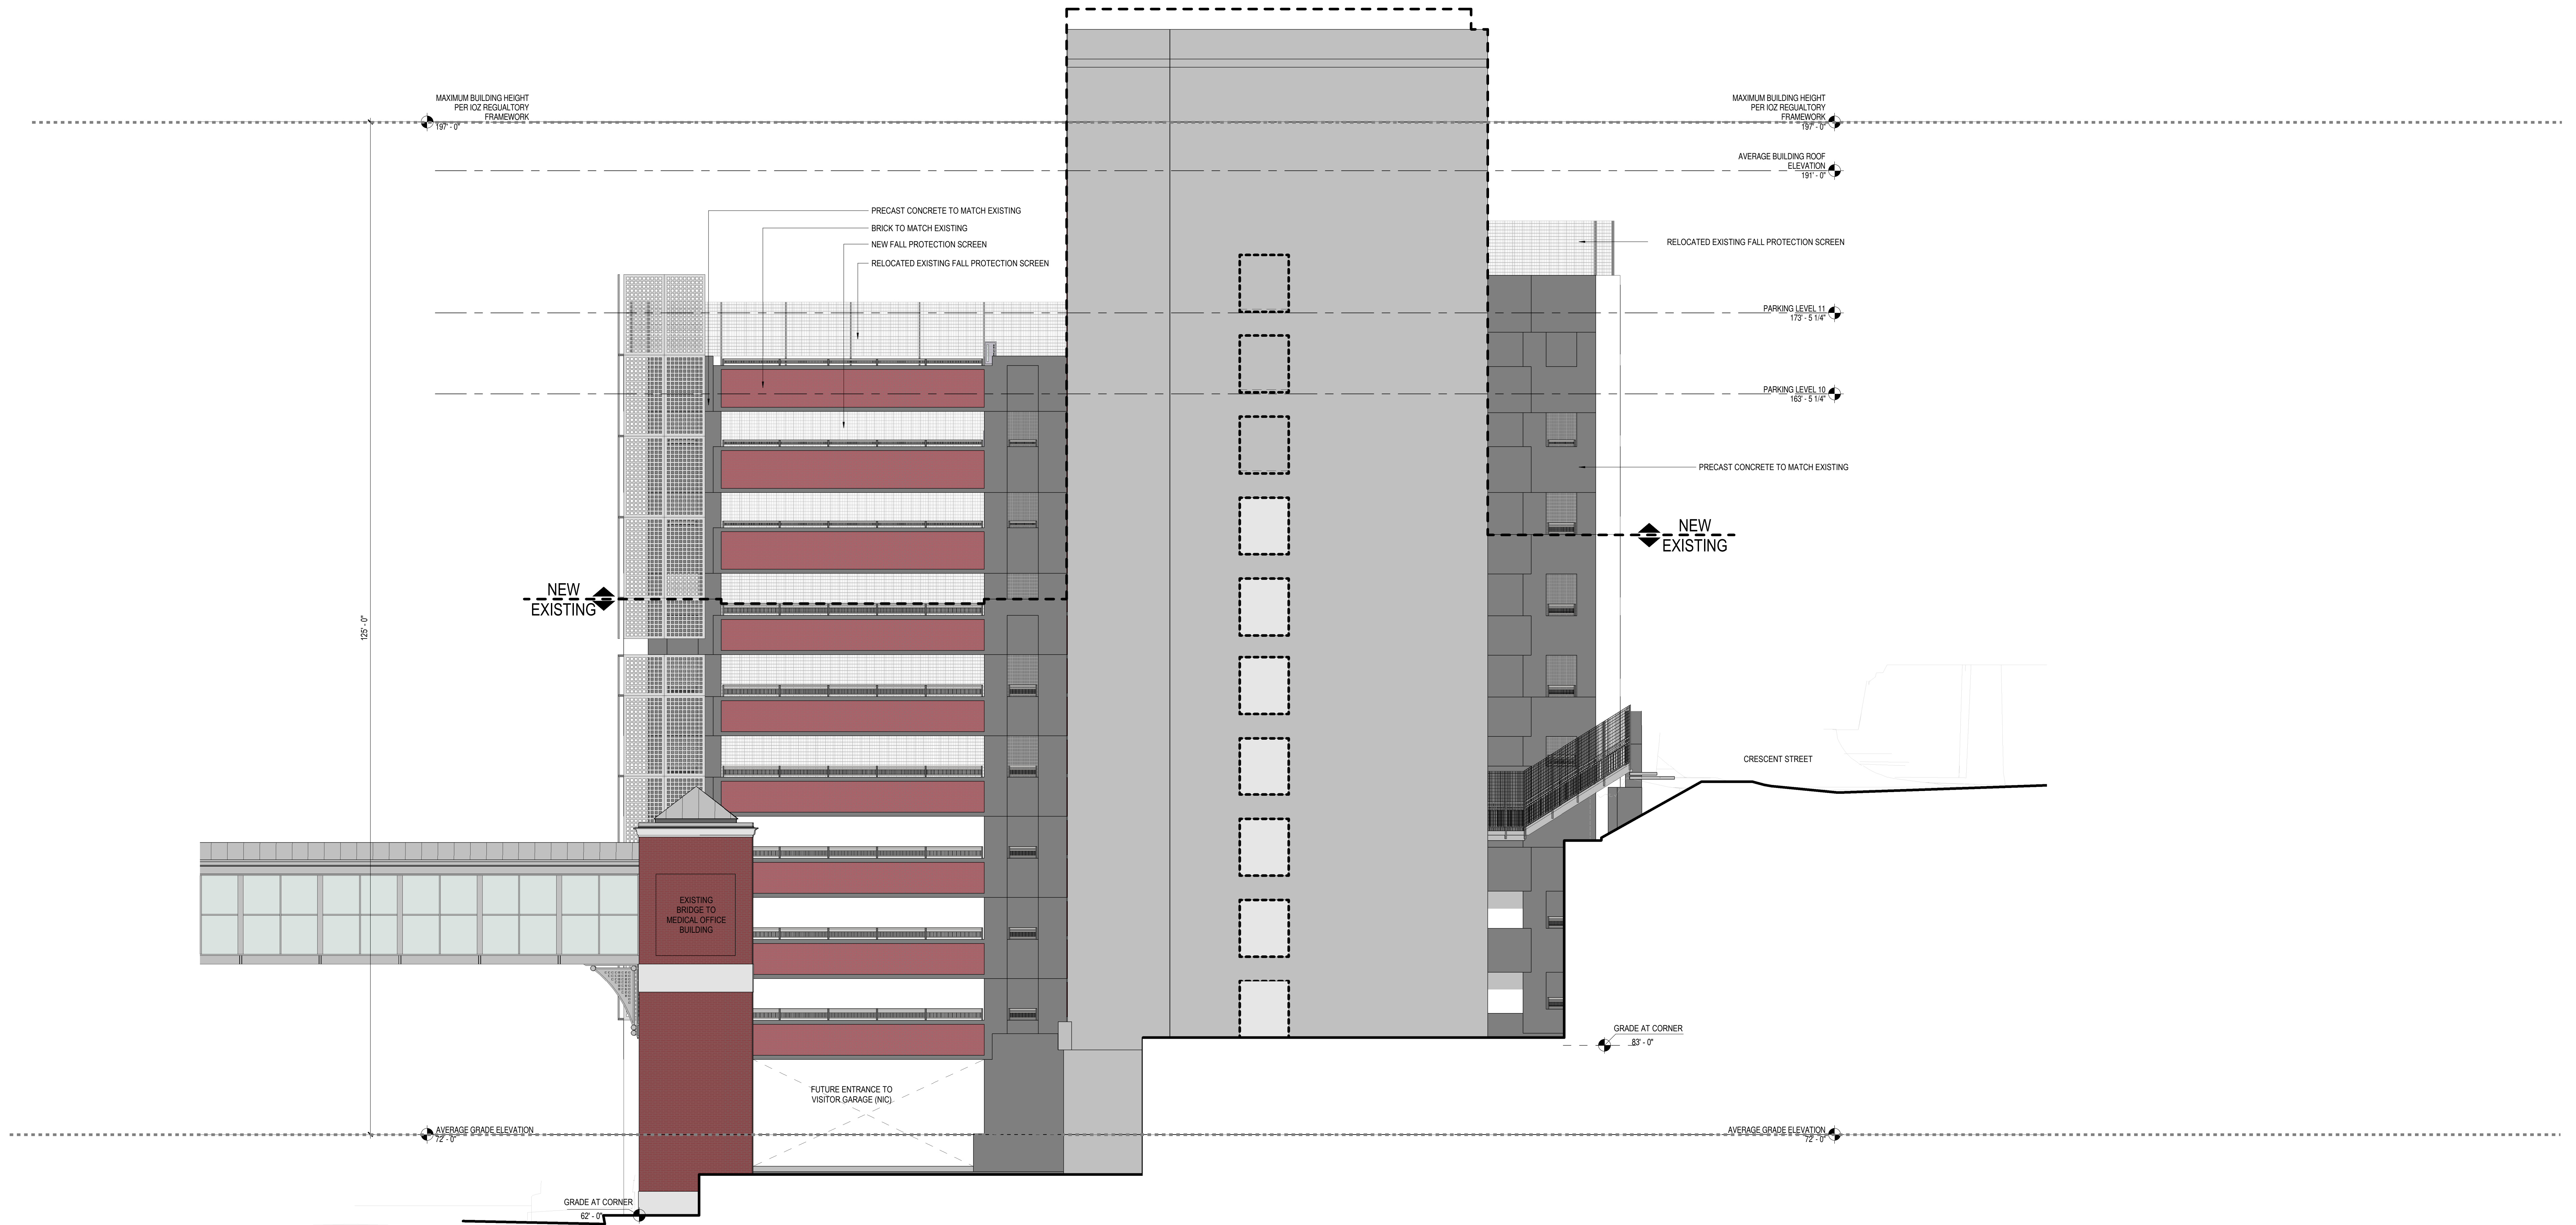 MAXIMUM BUILDING HEIGHT
PER IOZ REGUALTORY
FRAMEWORK
197' - 0"
MAXIMUM BUILDING HEIGHT
PER IOZ REGUALTORY
FRAMEWORK
197' - 0"
AVERAGE BUILDING ROOF
ELEVATION
191' - 0"
PRECAST CONCRETE TO MATCH EXISTING
BRICK TO MATCH EXISTING
NEW FALL PROTECTION SCREEN
RELOCATED EXISTING FALL PROTECTION SCREEN
RELOCATED EXISTING FALL PROTECTION SCREEN
PARKING LEVEL 11
173' - 5 1/4"
PARKING LEVEL 10
163' - 5 1/4"
PRECAST CONCRETE TO MATCH EXISTING
NEW
EXISTING
NEW
EXISTING
125' - 0"
CRESCENT STREET
EXISTING
BRIDGE TO
MEDICAL OFFICE
BUILDING
GRADE AT CORNER
83' - 0"
FUTURE ENTRANCE TO
VISITOR GARAGE (NIC)
AVERAGE GRADE ELEVATION
72' - 0"
AVERAGE GRADE ELEVATION
72' - 0"
GRADE AT CORNER
62' - 0"